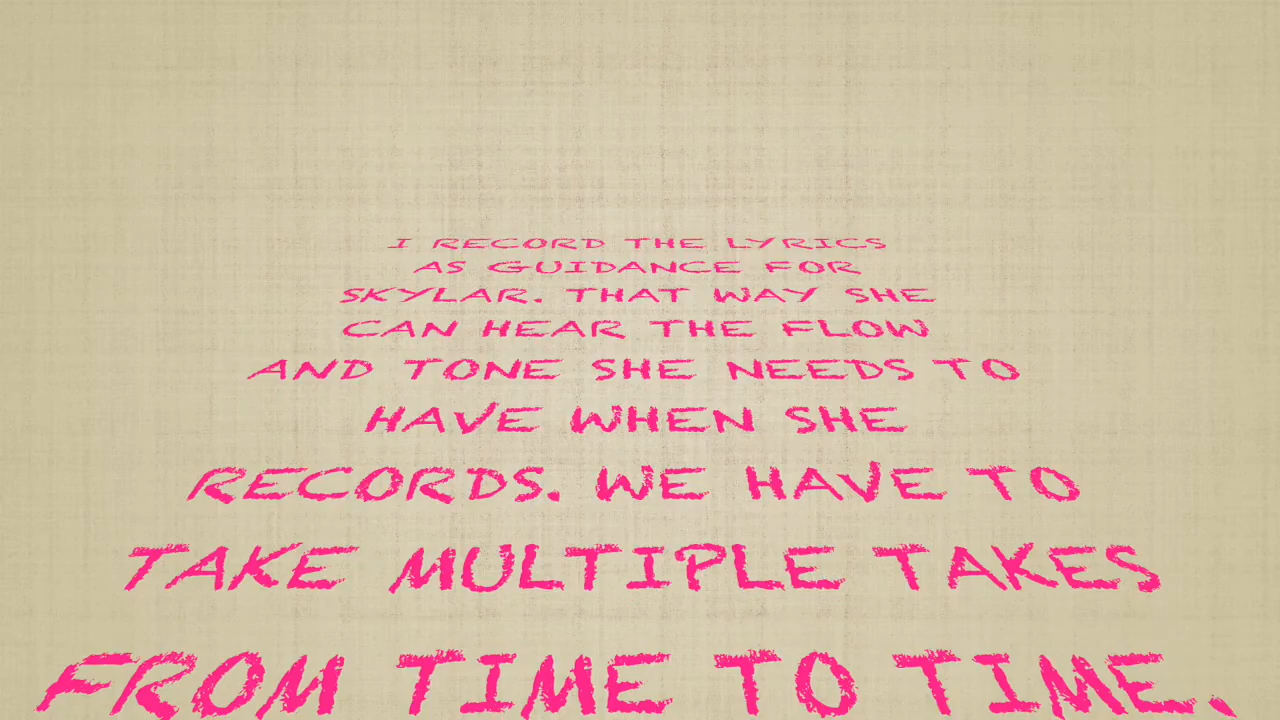 I RECORD THE LYRICS
AS GUIDANCE FOR
SKYLAR. THAT WAY SHE
CAN HEAR THE FLOW
AND TONE SHE NEEDS TO
HAVE WHEN SHE
RECORDS. WE HAVE TO
TAKE MULTIPLE TAKES
FROM TIME TO TIME.